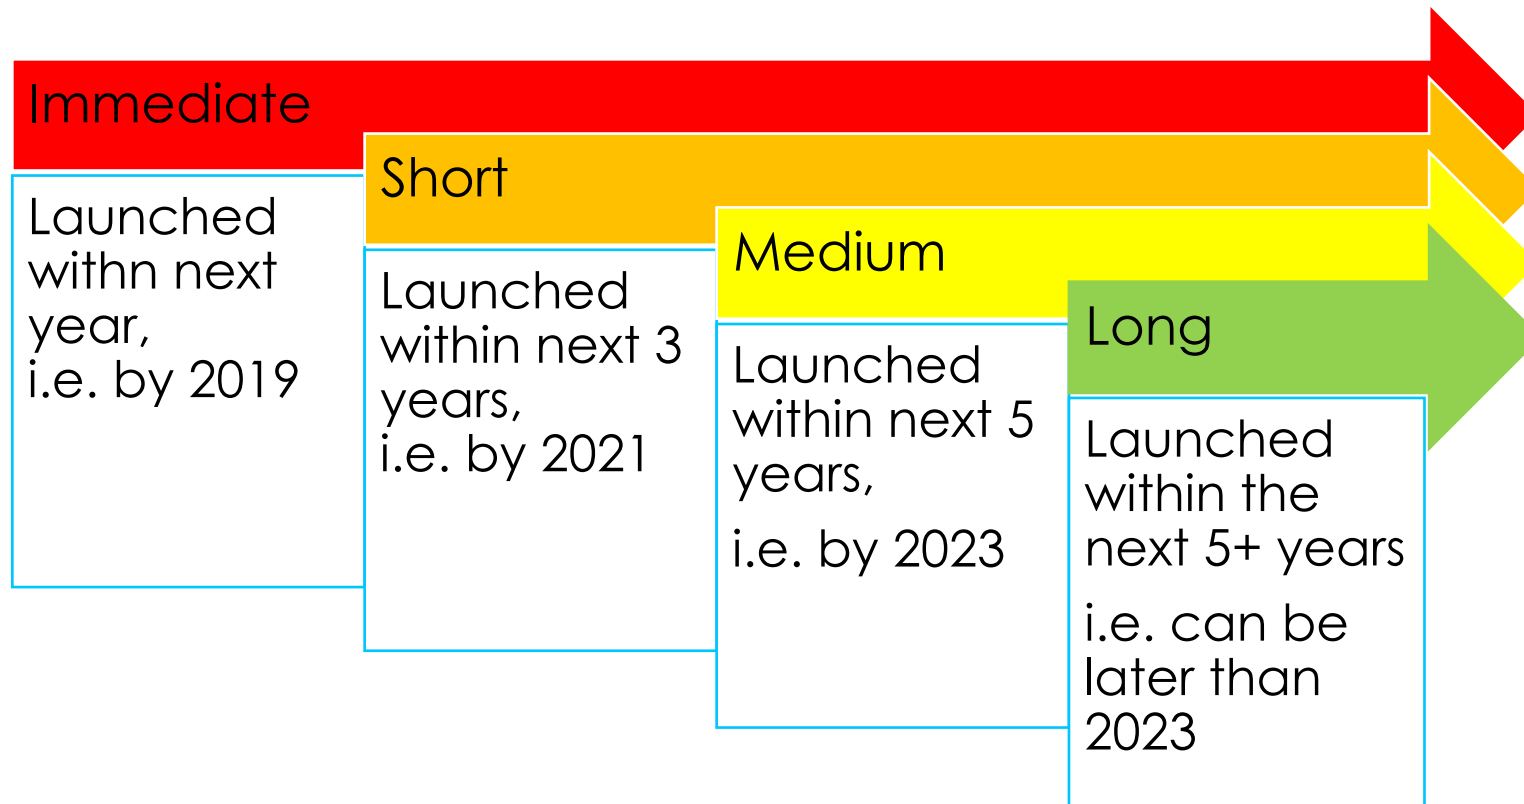 Immediate
Launched
withn next
year,
i.e. by 2019
Short
Launched
within next 3
years,
i.e. by 2021
Medium
Launched
within next 5
years,
i.e. by 2023
Long
Launched
within the
next 5+ years
i.e. can be
later than
2023